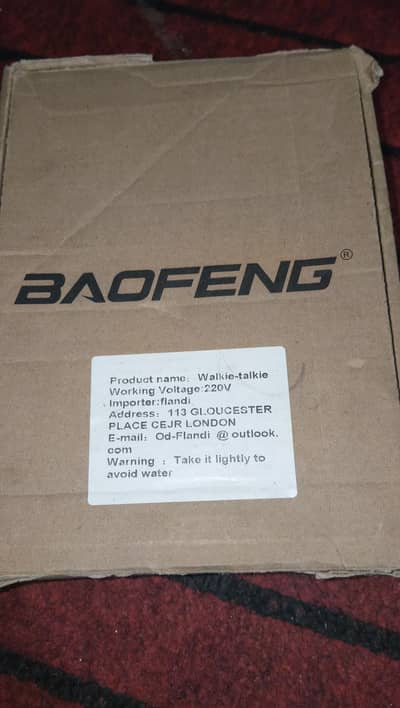 BAOFENG®
Product name: Walkie-talkie
Working Voltage:220V
Importer:flandi
Address: 113 GLOUCESTER
PLACE CEJR LONDON
E-mail: Od-Flandi @outlook.
com
Warning : Take it lightly to
avoid water